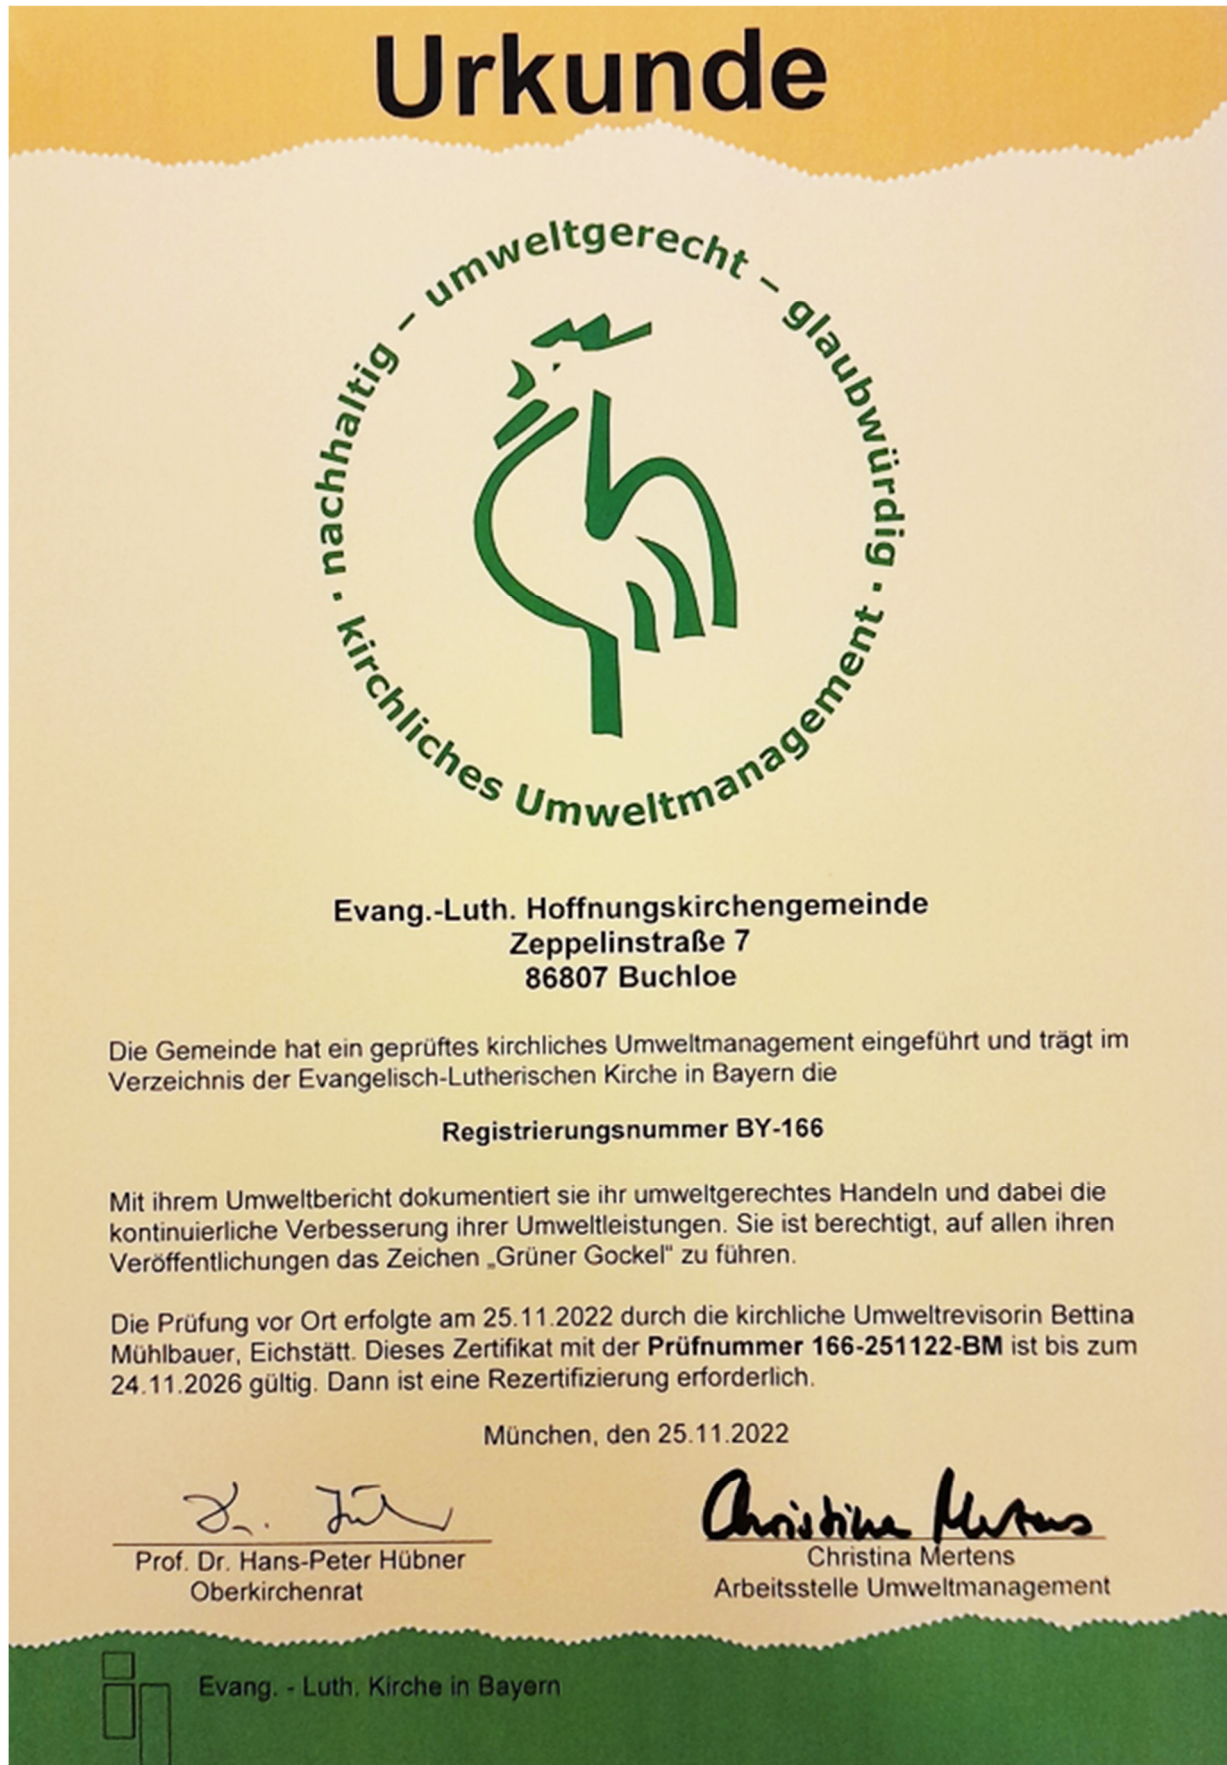 Urkunde
nachhaltig – umweltgerecht – glaubwürdig ·
kirchliches Umweltmanagement ·
Evang.-Luth. Hoffnungskirchengemeinde
Zeppelinstraße 7
86807 Buchloe
Die Gemeinde hat ein geprüftes kirchliches Umweltmanagement eingeführt und trägt im
Verzeichnis der Evangelisch-Lutherischen Kirche in Bayern die
Registrierungsnummer BY-166
Mit ihrem Umweltbericht dokumentiert sie ihr umweltgerechtes Handeln und dabei die
kontinuierliche Verbesserung ihrer Umweltleistungen. Sie ist berechtigt, auf allen ihren
Veröffentlichungen das Zeichen „Grüner Gockel“ zu führen.
Die Prüfung vor Ort erfolgte am 25.11.2022 durch die kirchliche Umweltrevisorin Bettina
Mühlbauer, Eichstätt. Dieses Zertifikat mit der Prüfnummer 166-251122-BM ist bis zum
24.11.2026 gültig. Dann ist eine Rezertifizierung erforderlich.
München, den 25.11.2022
Christina Mertens
Prof. Dr. Hans-Peter Hübner
Oberkirchenrat
Christina Mertens
Arbeitsstelle Umweltmanagement
Evang. - Luth. Kirche in Bayern